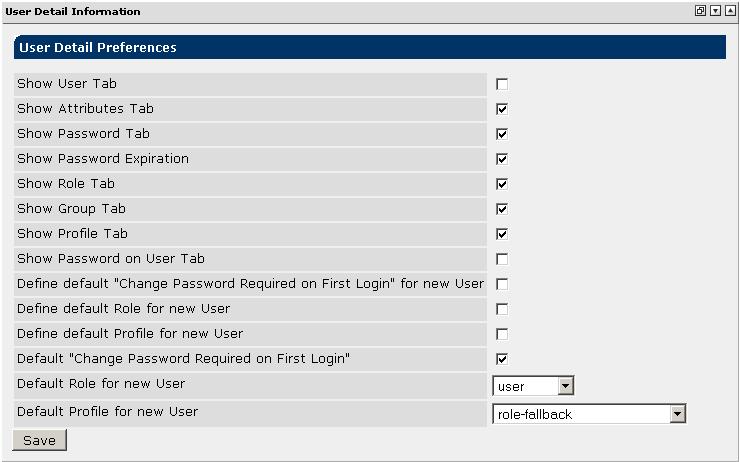 User Detail Information
User Detail Preferences
Show User Tab
Show Attributes Tab
Show Password Tab
Show Password Expiration
Show Role Tab
Show Group Tab
Show Profile Tab
Show Password on User Tab
Define default "Change Password Required on First Login" for new User
Define default Role for new User
Define default Profile for new User
Default "Change Password Required on First Login"
Default Role for new User user
Default Profile for new User role-fallback
Save